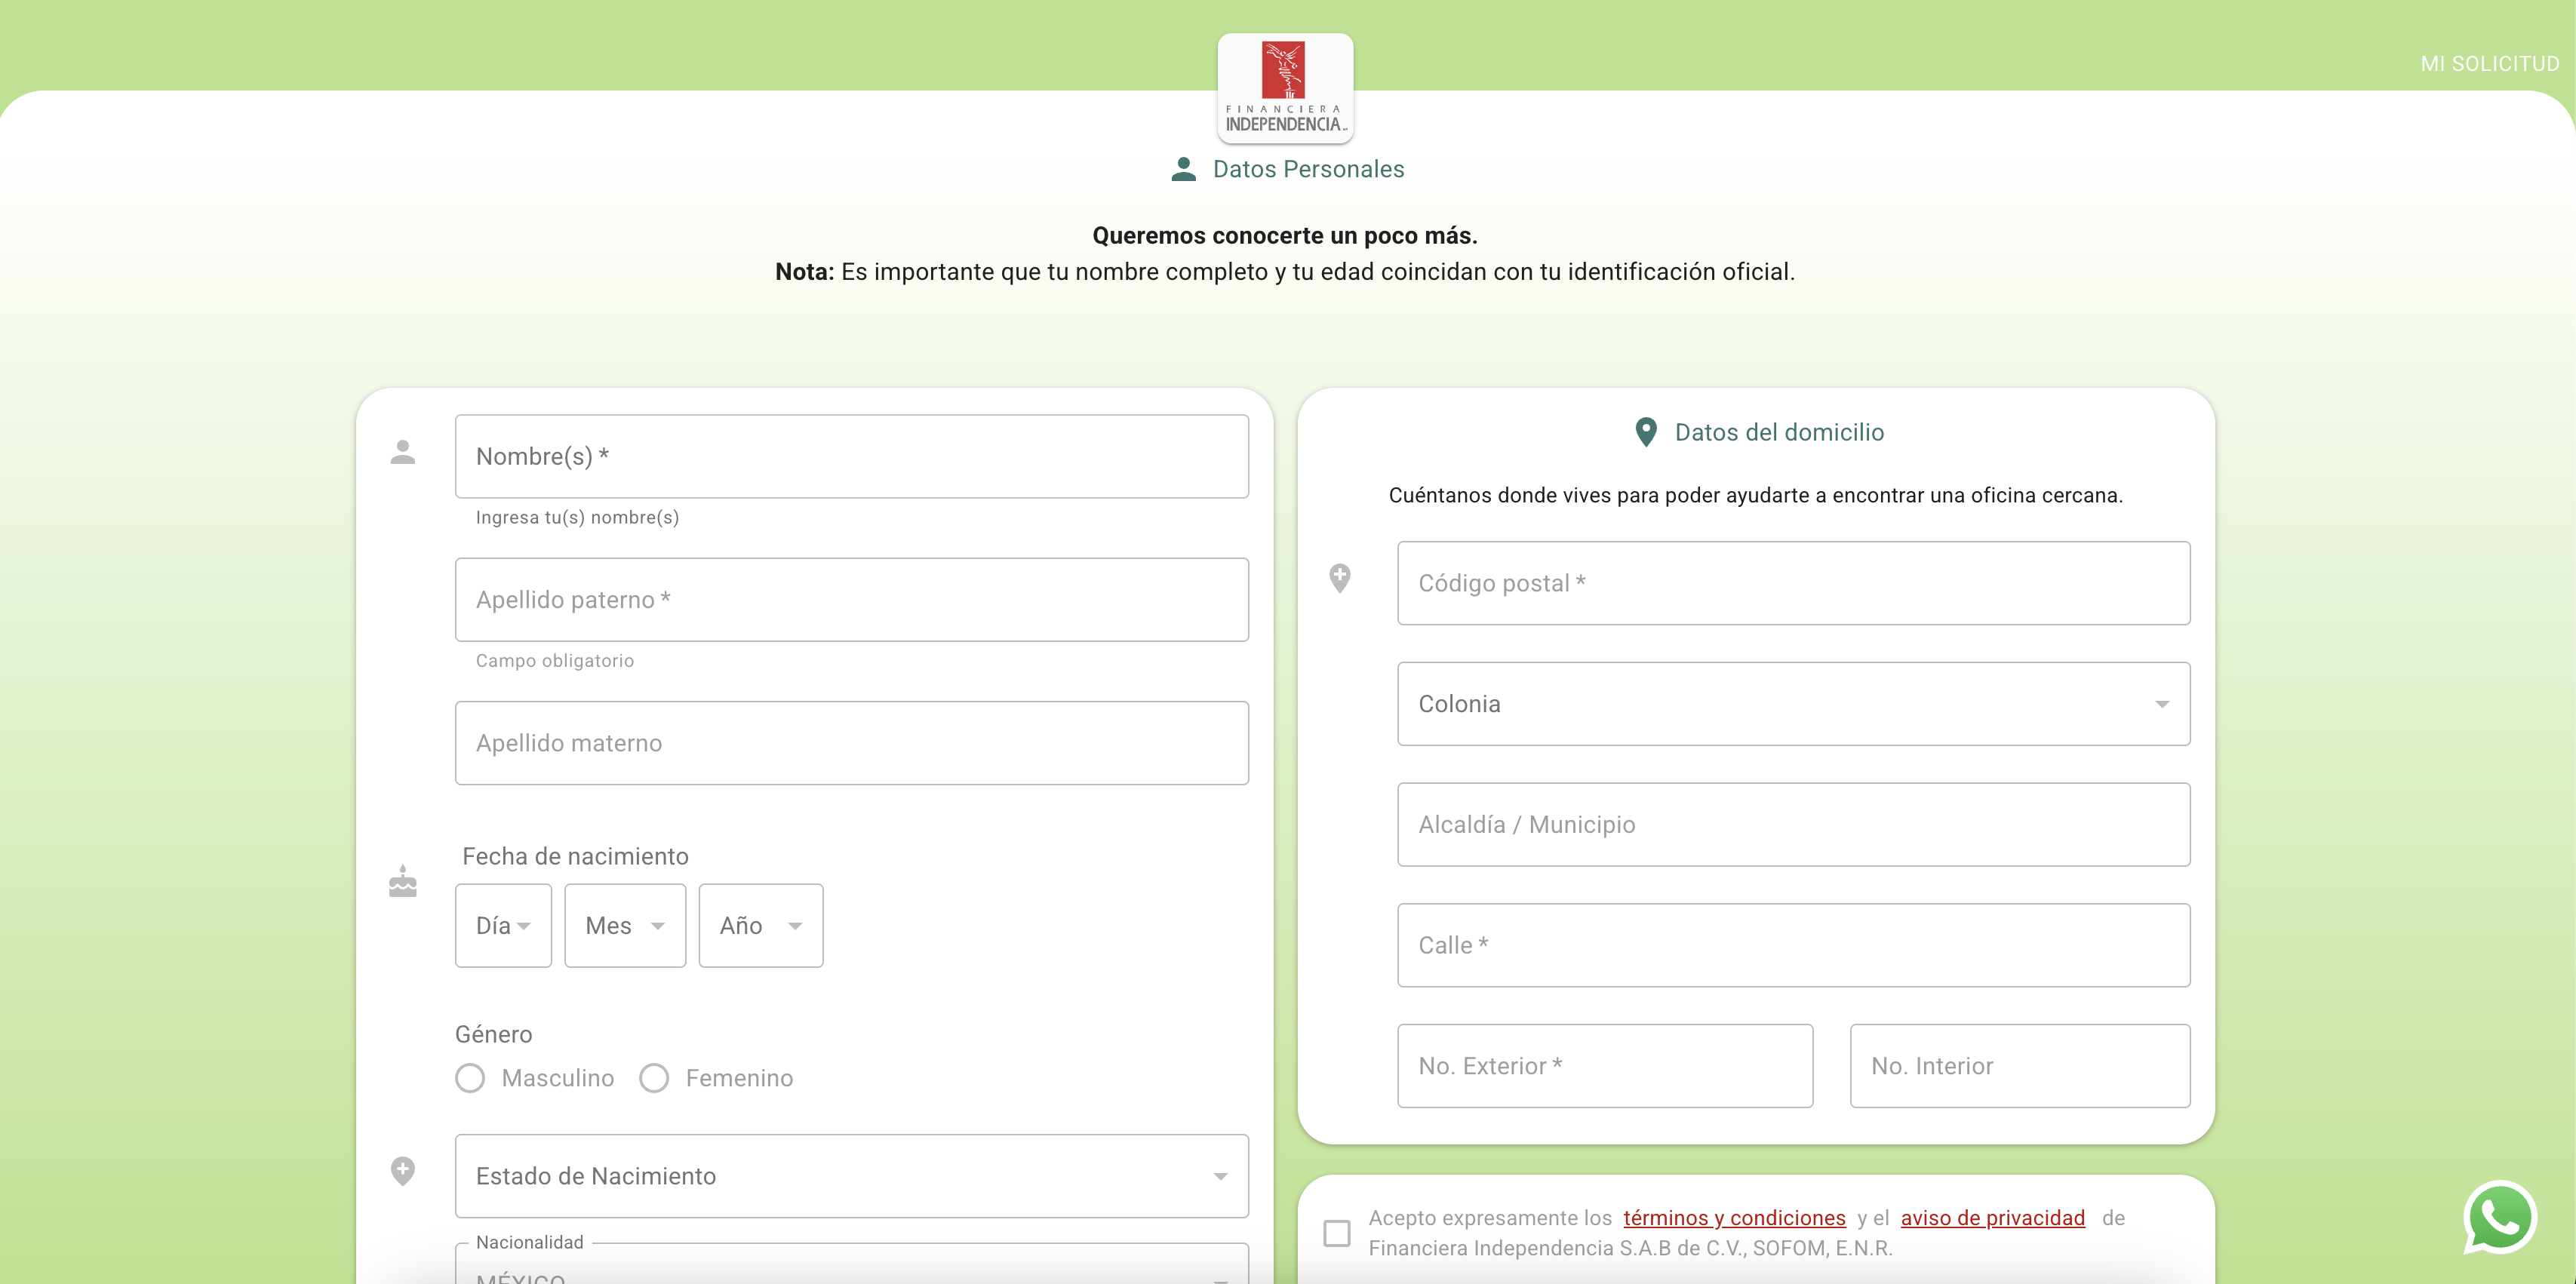 MI SOLICITUD
FINANCIERA
INDEPENDENCIA
Datos Personales
Queremos conocerte un poco más.
Nota: Es importante que tu nombre completo y tu edad coincidan con tu identificación oficial.
Nombre(s) *
Ingresa tu(s) nombre(s)
Apellido paterno *
Campo obligatorio
Apellido materno
Fecha de nacimiento
Día Mes Año
Género
Masculino Femenino
Estado de Nacimiento
Nacionalidad
MÉXICO
Datos del domicilio
Cuéntanos donde vives para poder ayudarte a encontrar una oficina cercana.
Código postal *
Colonia
Alcaldía / Municipio
Calle *
No. Exterior * No. Interior
Acepto expresamente los términos y condiciones y el aviso de privacidad de
Financiera Independencia S.A.B de C.V., SOFOM, E.N.R.